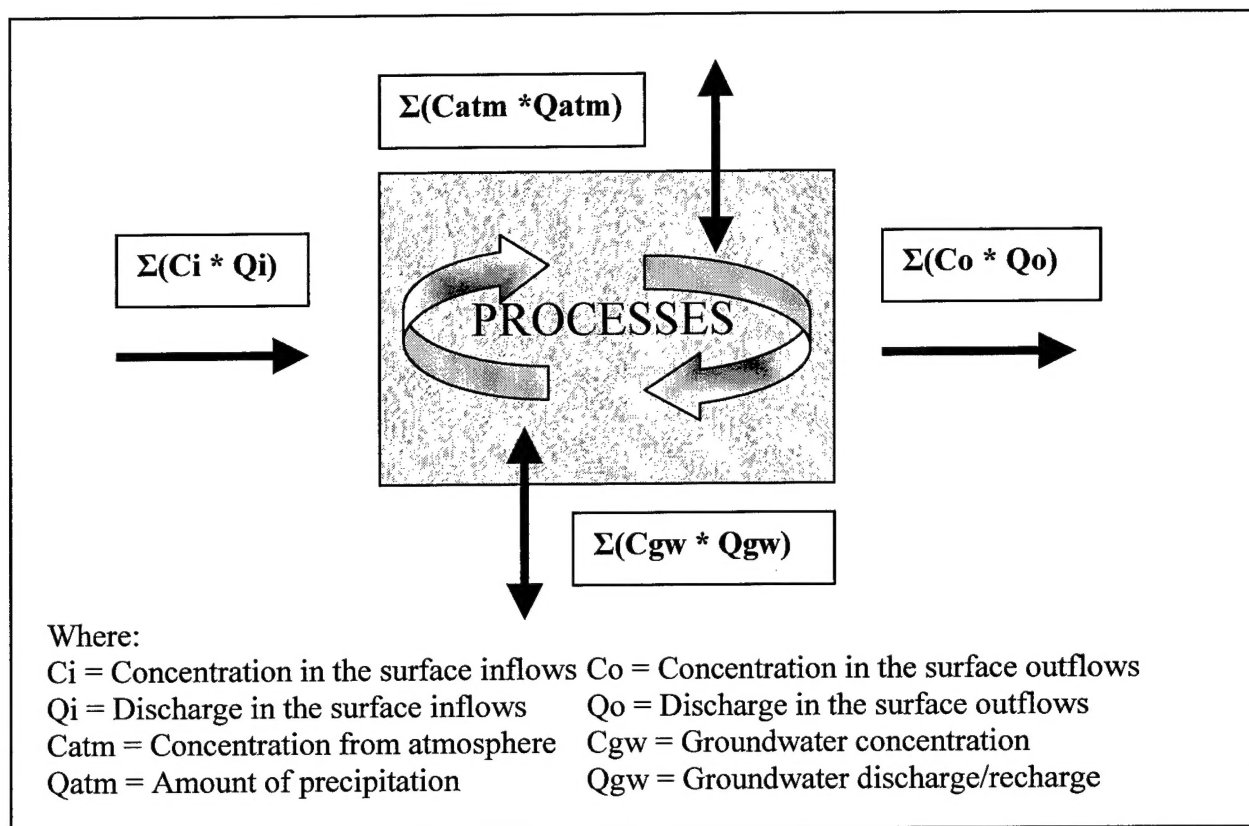 Σ(Catm *Qatm)
Σ(Ci * Qi)
Σ(Co * Qo)
PROCESSES
Σ(Cgw * Qgw)
Where:
Ci = Concentration in the surface inflows Co = Concentration in the surface outflows
Qi = Discharge in the surface inflows Qo = Discharge in the surface outflows
Catm = Concentration from atmosphere Cgw = Groundwater concentration
Qatm = Amount of precipitation Qgw = Groundwater discharge/recharge